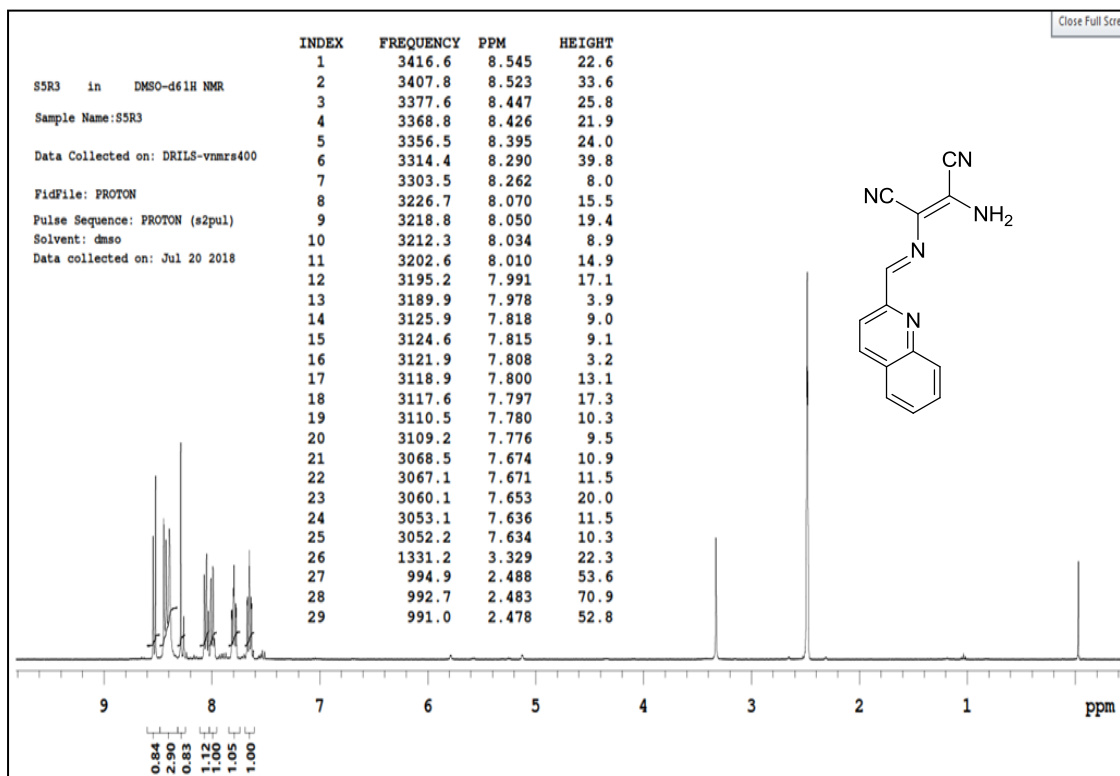 Close Full Scre
INDEX FREQUENCY PPM HEIGHT
1 3416.6 8.545 22.6
2 3407.8 8.523 33.6
3 3377.6 8.447 25.8
4 3368.8 8.426 21.9
5 3356.5 8.395 24.0
6 3314.4 8.290 39.8
7 3303.5 8.262 8.0
8 3226.7 8.070 15.5
9 3218.8 8.050 19.4
10 3212.3 8.034 8.9
11 3202.6 8.010 14.9
12 3195.2 7.991 17.1
13 3189.9 7.978 3.9
14 3125.9 7.818 9.0
15 3124.6 7.815 9.1
16 3121.9 7.808 3.2
17 3118.9 7.800 13.1
18 3117.6 7.797 17.3
19 3110.5 7.780 10.3
20 3109.2 7.776 9.5
21 3068.5 7.674 10.9
22 3067.1 7.671 11.5
23 3060.1 7.653 20.0
24 3053.1 7.636 11.5
25 3052.2 7.634 10.3
26 1331.2 3.329 22.3
27 994.9 2.488 53.6
28 992.7 2.483 70.9
29 991.0 2.478 52.8
S5R3 in DMSO-d61H NMR
Sample Name:S5R3
Data Collected on: DRILS-vnmrs400
FidFile: PROTON
Pulse Sequence: PROTON (s2pul)
Solvent: dmso
Data collected on: Jul 20 2018
CN
NC
NH2
N
N
9 8 7 6 5 4 3 2 1 ppm
0.84
2.90
0.83
1.12
1.00
1.05
1.00